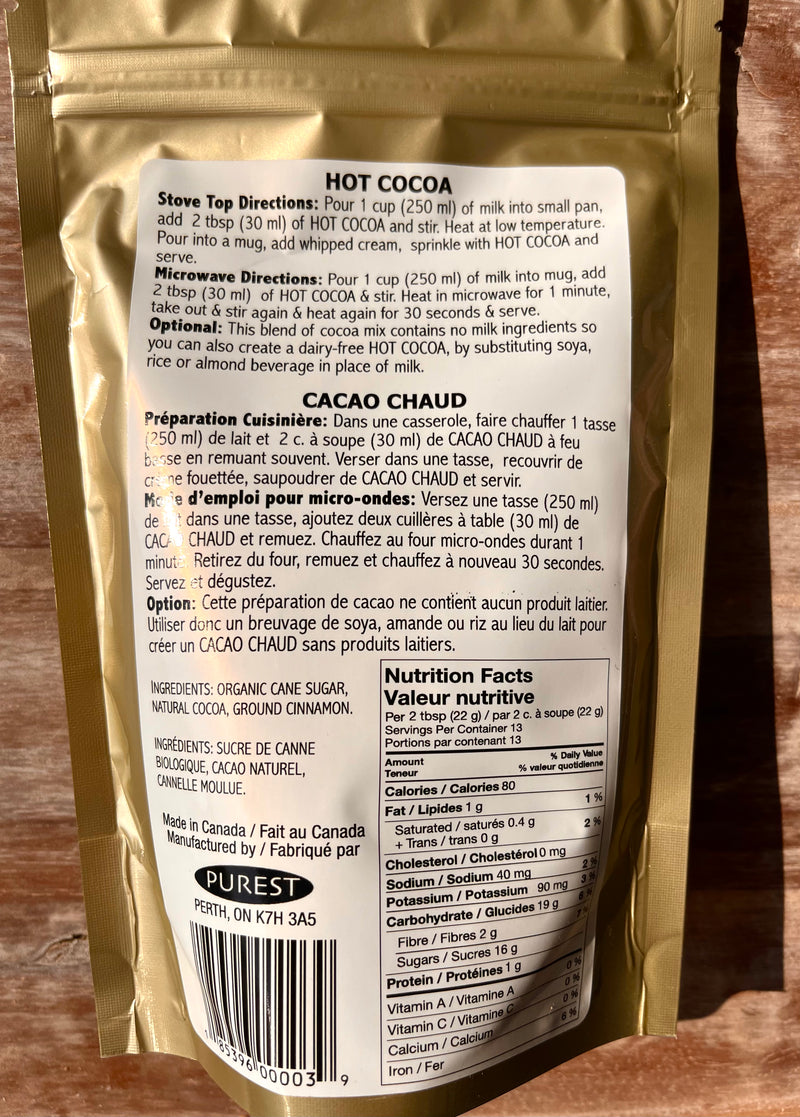 HOT COCOA
Stove Top Directions: Pour 1 cup (250 ml) of milk into small pan,
add 2 tbsp (30 ml) of HOT COCOA and stir. Heat at low temperature.
Pour into a mug, add whipped cream, sprinkle with HOT COCOA and
serve.
Microwave Directions: Pour 1 cup (250 ml) of milk into mug, add
2 tbsp (30 ml) of HOT COCOA & stir. Heat in microwave for 1 minute,
take out & stir again & heat again for 30 seconds & serve.
Optional: This blend of cocoa mix contains no milk ingredients so
you can also create a dairy-free HOT COCOA, by substituting soya,
rice or almond beverage in place of milk.
CACAO CHAUD
Préparation Cuisinière: Dans une casserole, faire chauffer 1 tasse
(250 ml) de lait et 2 c. à soupe (30 ml) de CACAO CHAUD à feu
basse en remuant souvent. Verser dans une tasse, recouvrir de
crème fouettée, saupoudrer de CACAO CHAUD et servir.
Mode d'emploi pour micro-ondes: Versez une tasse (250 ml)
de dans une tasse, ajoutez deux cuillères à table (30 ml) de
CACAO CHAUD et remuez. Chauffez au four micro-ondes durant 1
minute. Retirez du four, remuez et chauffez à nouveau 30 secondes.
Servez et dégustez.
Option: Cette préparation de cacao ne contient aucun produit laitier.
Utiliser donc un breuvage de soya, amande ou riz au lieu du lait pour
créer un CACAO CHAUD sans produits laitiers.
INGREDIENTS: ORGANIC CANE SUGAR,
NATURAL COCOA, GROUND CINNAMON.
INGRÉDIENTS: SUCRE DE CANNE
BIOLOGIQUE, CACAO NATUREL,
CANNELLE MOULUE.
Made in Canada / Fait au Canada
Manufactured by / Fabriqué par
PUREST
PERTH, ON K7H 3A5
1 85396 00003 9
Nutrition Facts
Valeur nutritive
Per 2 tbsp (22 g) / par 2 c. à soupe (22 g)
Servings Per Container 13
Portions par contenant 13
Amount % Daily Value
Teneur % valeur quotidienne
Calories / Calories 80
Fat / Lipides 1 g 1 %
Saturated / saturés 0.4 g 2 %
+ Trans / trans 0 g
Cholesterol / Cholestérol 0 mg
Sodium / Sodium 40 mg 2 %
Potassium / Potassium 90 mg 3 %
Carbohydrate / Glucides 19 g 6 %
Fibre / Fibres 2 g 7 %
Sugars / Sucres 16 g
Protein / Protéines 1 g
Vitamin A / Vitamine A 0 %
Vitamin C / Vitamine C 0 %
Calcium / Calcium 0 %
Iron / Fer 6 %